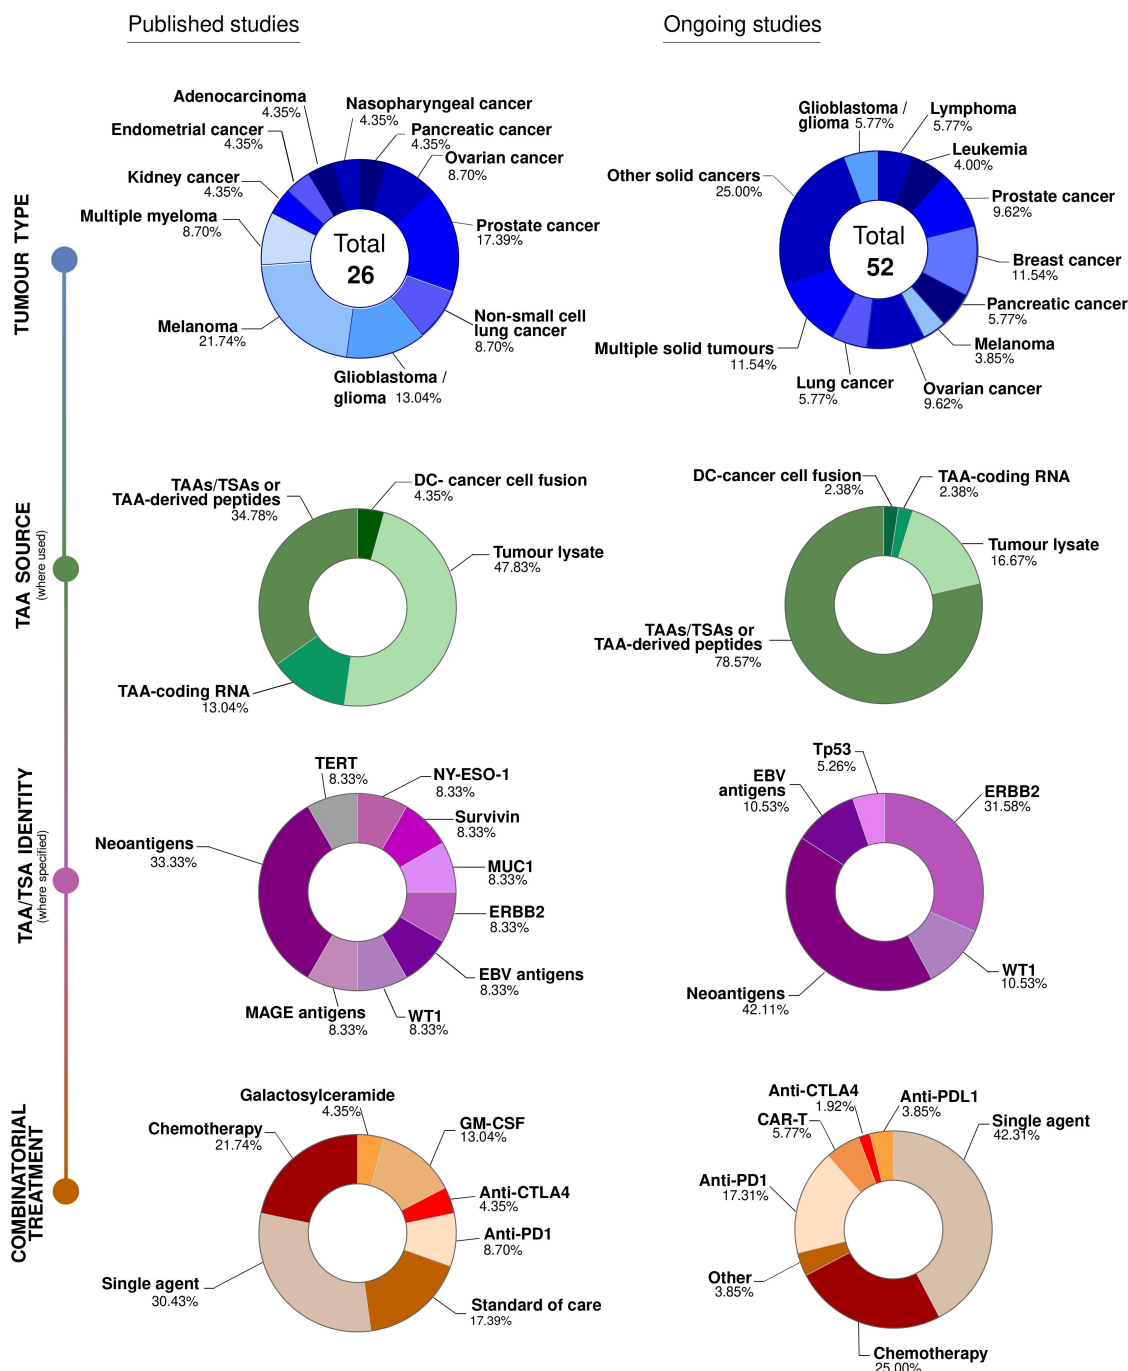 Published studies
Ongoing studies
TUMOUR TYPE
Adenocarcinoma
4.35%
Nasopharyngeal cancer
4.35%
Endometrial cancer
4.35%
Pancreatic cancer
4.35%
Ovarian cancer
8.70%
Kidney cancer
4.35%
Multiple myeloma
8.70%
Prostate cancer
17.39%
Total
26
Melanoma
21.74%
Non-small cell
lung cancer
8.70%
Glioblastoma /
glioma 13.04%
Glioblastoma /
glioma 5.77%
Lymphoma
5.77%
Leukemia
4.00%
Other solid cancers
25.00%
Prostate cancer
9.62%
Total
52
Breast cancer
11.54%
Pancreatic cancer
5.77%
Melanoma
3.85%
Multiple solid tumours
11.54%
Lung cancer
5.77%
Ovarian cancer
9.62%
TAA SOURCE
(where used)
TAAs/TSAs or
TAA-derived peptides
34.78%
DC- cancer cell fusion
4.35%
Tumour lysate
47.83%
TAA-coding RNA
13.04%
DC-cancer cell fusion
2.38%
TAA-coding RNA
2.38%
Tumour lysate
16.67%
TAAs/TSAs or
TAA-derived peptides
78.57%
TAA/TSA IDENTITY
(where specified)
TERT
8.33%
NY-ESO-1
8.33%
Survivin
8.33%
Neoantigens
33.33%
MUC1
8.33%
ERBB2
8.33%
EBV antigens
8.33%
MAGE antigens
8.33%
WT1
8.33%
Tp53
5.26%
EBV
antigens
10.53%
ERBB2
31.58%
WT1
10.53%
Neoantigens
42.11%
COMBINATORIAL
TREATMENT
Galactosylceramide
4.35%
Chemotherapy
21.74%
GM-CSF
13.04%
Anti-CTLA4
4.35%
Anti-PD1
8.70%
Single agent
30.43%
Standard of care
17.39%
Anti-CTLA4
1.92%
Anti-PDL1
3.85%
CAR-T
5.77%
Single agent
42.31%
Anti-PD1
17.31%
Other
3.85%
Chemotherapy
25.00%